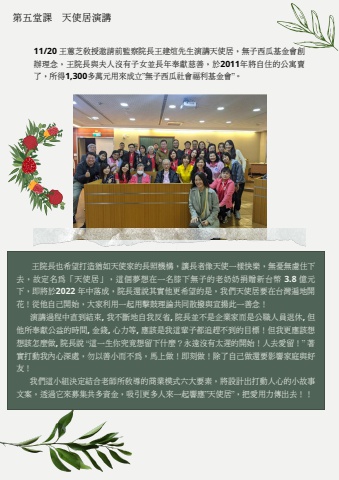 第五堂課　天使居演講
11/20 王蕙芝教授邀請前監察院長王建煊先生演講天使居，無子西瓜基金會創
辦理念。王院長與夫人沒有子女並長年奉獻慈善，於2011年將自住的公寓賣
了，所得1,300多萬元用來成立"無子西瓜社會福利基金會"。
王院長也希望打造猶如天使家的長照機構，讓長者像天使一樣快樂，無憂無慮住下
去，故定名為「天使居」，這個夢想在一名膝下無子的老奶奶捐贈新台幣 3.8 億元
下，即將於2022 年中落成，院長還說其實他更希望的是，我們天使居要在台灣遍地開
花！從他自己開始，大家利用一起用擊鼓理論共同散撥與宣揚此一善念！
演講過程中直到結束，我不斷地自我反省，院長並不是企業家而是公職人員退休，但
他所奉獻公益的時間，金錢，心力等，應該是我這輩子都追趕不到的目標！但我更應該想
想該怎麼做，院長說 “這一生你究竟想留下什麼？永遠沒有太遲的開始！人去愛留！” 著
實打動我內心深處，勿以善小而不為，馬上做！即刻做！除了自己做還要影響家庭與好
友！
我們這小組決定結合老師所教導的商業模式六大要素，將設計出打動人心的小故事
文案，透過它來募集共多資金，吸引更多人來一起響應"天使居"，把愛用力傳出去！！